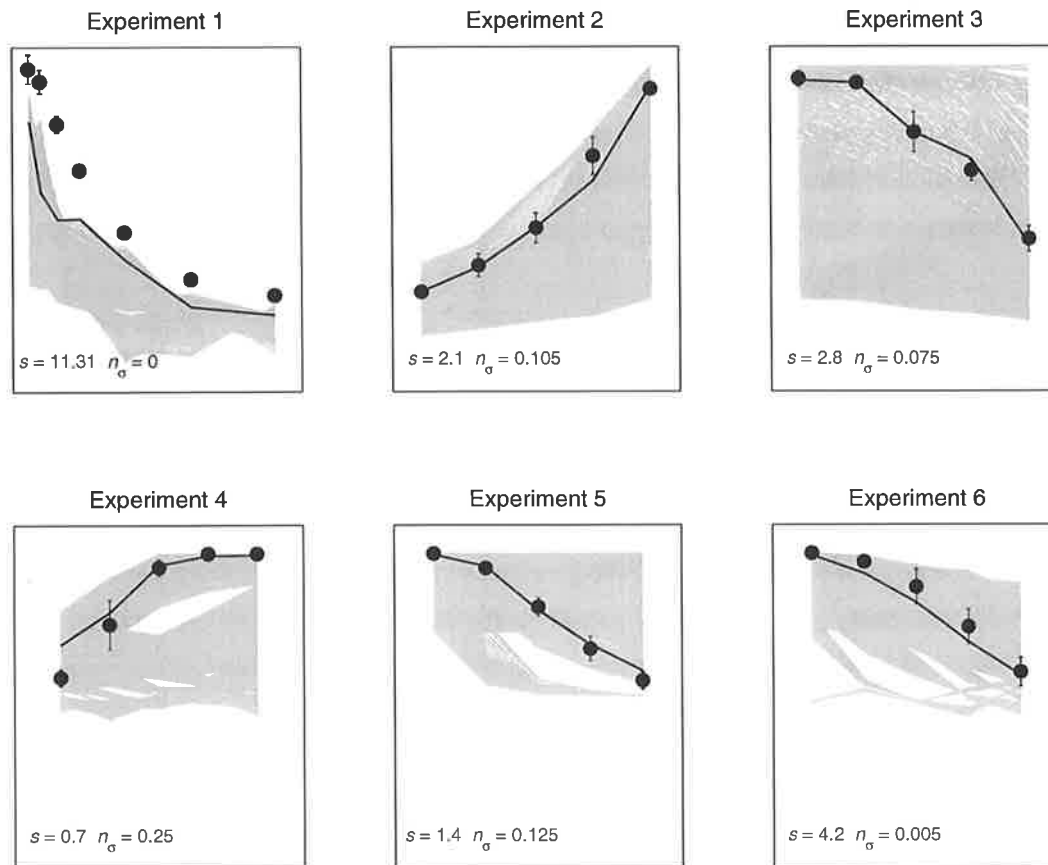 Experiment 1
s = 11.31 n_σ = 0
Experiment 2
s = 2.1 n_σ = 0.105
Experiment 3
s = 2.8 n_σ = 0.075
Experiment 4
s = 0.7 n_σ = 0.25
Experiment 5
s = 1.4 n_σ = 0.125
Experiment 6
s = 4.2 n_σ = 0.005